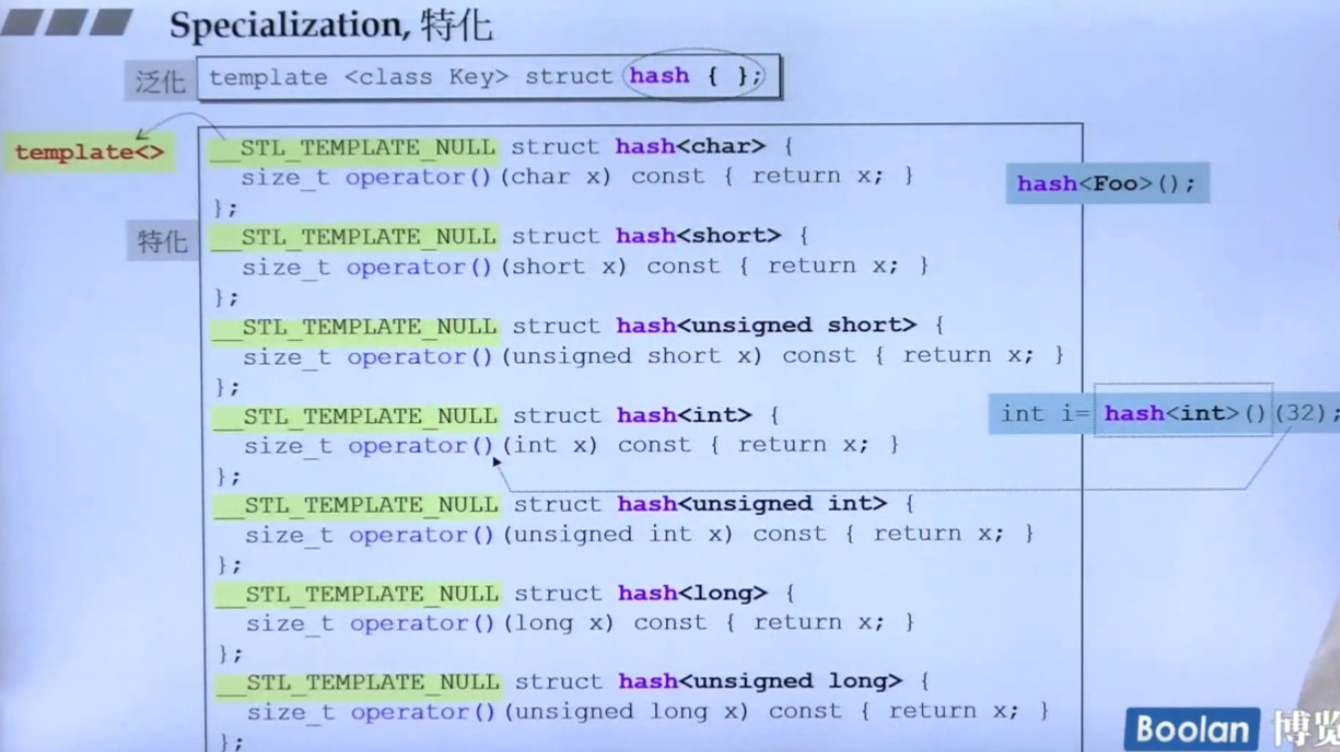 Specialization, 特化
泛化
template <class Key> struct hash { };
template<>
__STL_TEMPLATE_NULL struct hash<char> {
size_t operator()(char x) const { return x; }
};
hash<Foo>();
特化
__STL_TEMPLATE_NULL struct hash<short> {
size_t operator()(short x) const { return x; }
};
__STL_TEMPLATE_NULL struct hash<unsigned short> {
size_t operator()(unsigned short x) const { return x; }
};
__STL_TEMPLATE_NULL struct hash<int> {
size_t operator()(int x) const { return x; }
};
int i= hash<int>()(32);
__STL_TEMPLATE_NULL struct hash<unsigned int> {
size_t operator()(unsigned int x) const { return x; }
};
__STL_TEMPLATE_NULL struct hash<long> {
size_t operator()(long x) const { return x; }
};
__STL_TEMPLATE_NULL struct hash<unsigned long> {
size_t operator()(unsigned long x) const { return x; }
};
Boolan 博览